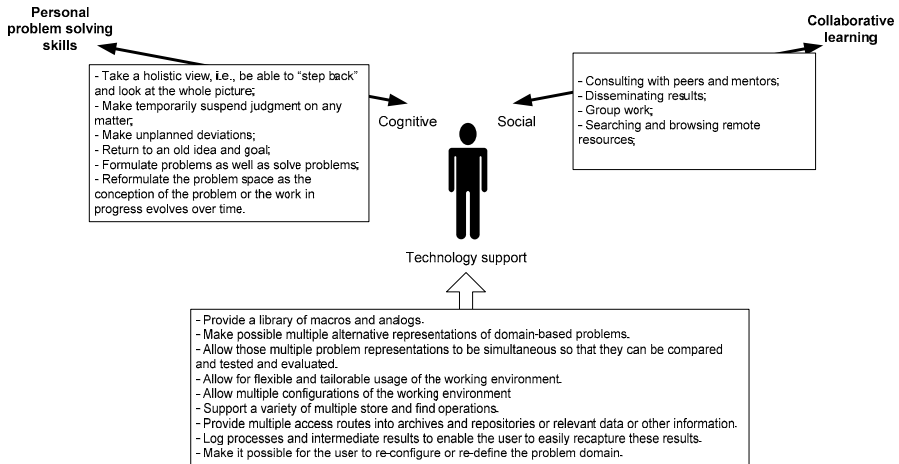 Personal
problem solving
skills
Collaborative
learning
- Take a holistic view, i.e., be able to “step back”
and look at the whole picture;
- Make temporarily suspend judgment on any
matter;
- Make unplanned deviations;
- Return to an old idea and goal;
- Formulate problems as well as solve problems;
- Reformulate the problem space as the
conception of the problem or the work in
progress evolves over time.
- Consulting with peers and mentors;
- Disseminating results;
- Group work;
- Searching and browsing remote
resources;
Cognitive
Social
Technology support
- Provide a library of macros and analogs.
- Make possible multiple alternative representations of domain-based problems.
- Allow those multiple problem representations to be simultaneous so that they can be compared
and tested and evaluated.
- Allow for flexible and tailorable usage of the working environment.
- Allow multiple configurations of the working environment
- Support a variety of multiple store and find operations.
- Provide multiple access routes into archives and repositories or relevant data or other information.
- Log processes and intermediate results to enable the user to easily recapture these results.
- Make it possible for the user to re-configure or re-define the problem domain.